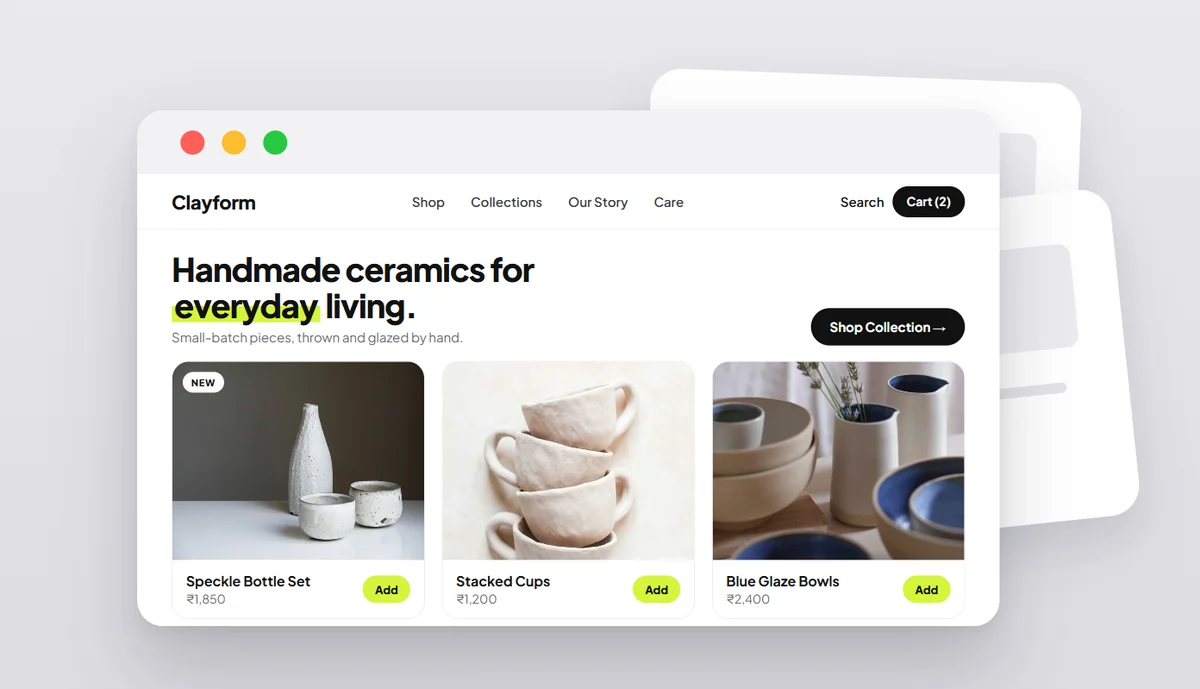 Clayform
Shop Collections Our Story Care
Search Cart (2)
Handmade ceramics for
everyday living.
Small-batch pieces, thrown and glazed by hand.
Shop Collection →
NEW
Speckle Bottle Set
₹1,850
Add
Stacked Cups
₹1,200
Add
Blue Glaze Bowls
₹2,400
Add